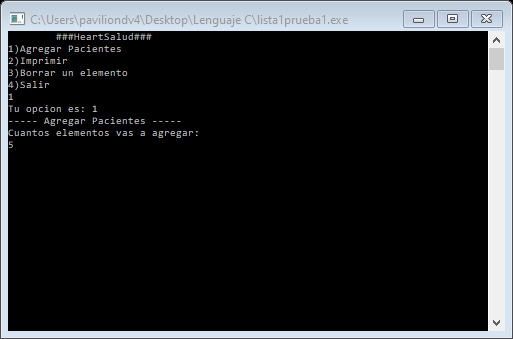 C:\Users\paviliondv4\Desktop\Lenguaje C\lista1prueba1.exe
###HeartSalud###
1)Agregar Pacientes
2)Imprimir
3)Borrar un elemento
4)Salir
1
Tu opcion es: 1
----- Agregar Pacientes -----
Cuantos elementos vas a agregar:
5